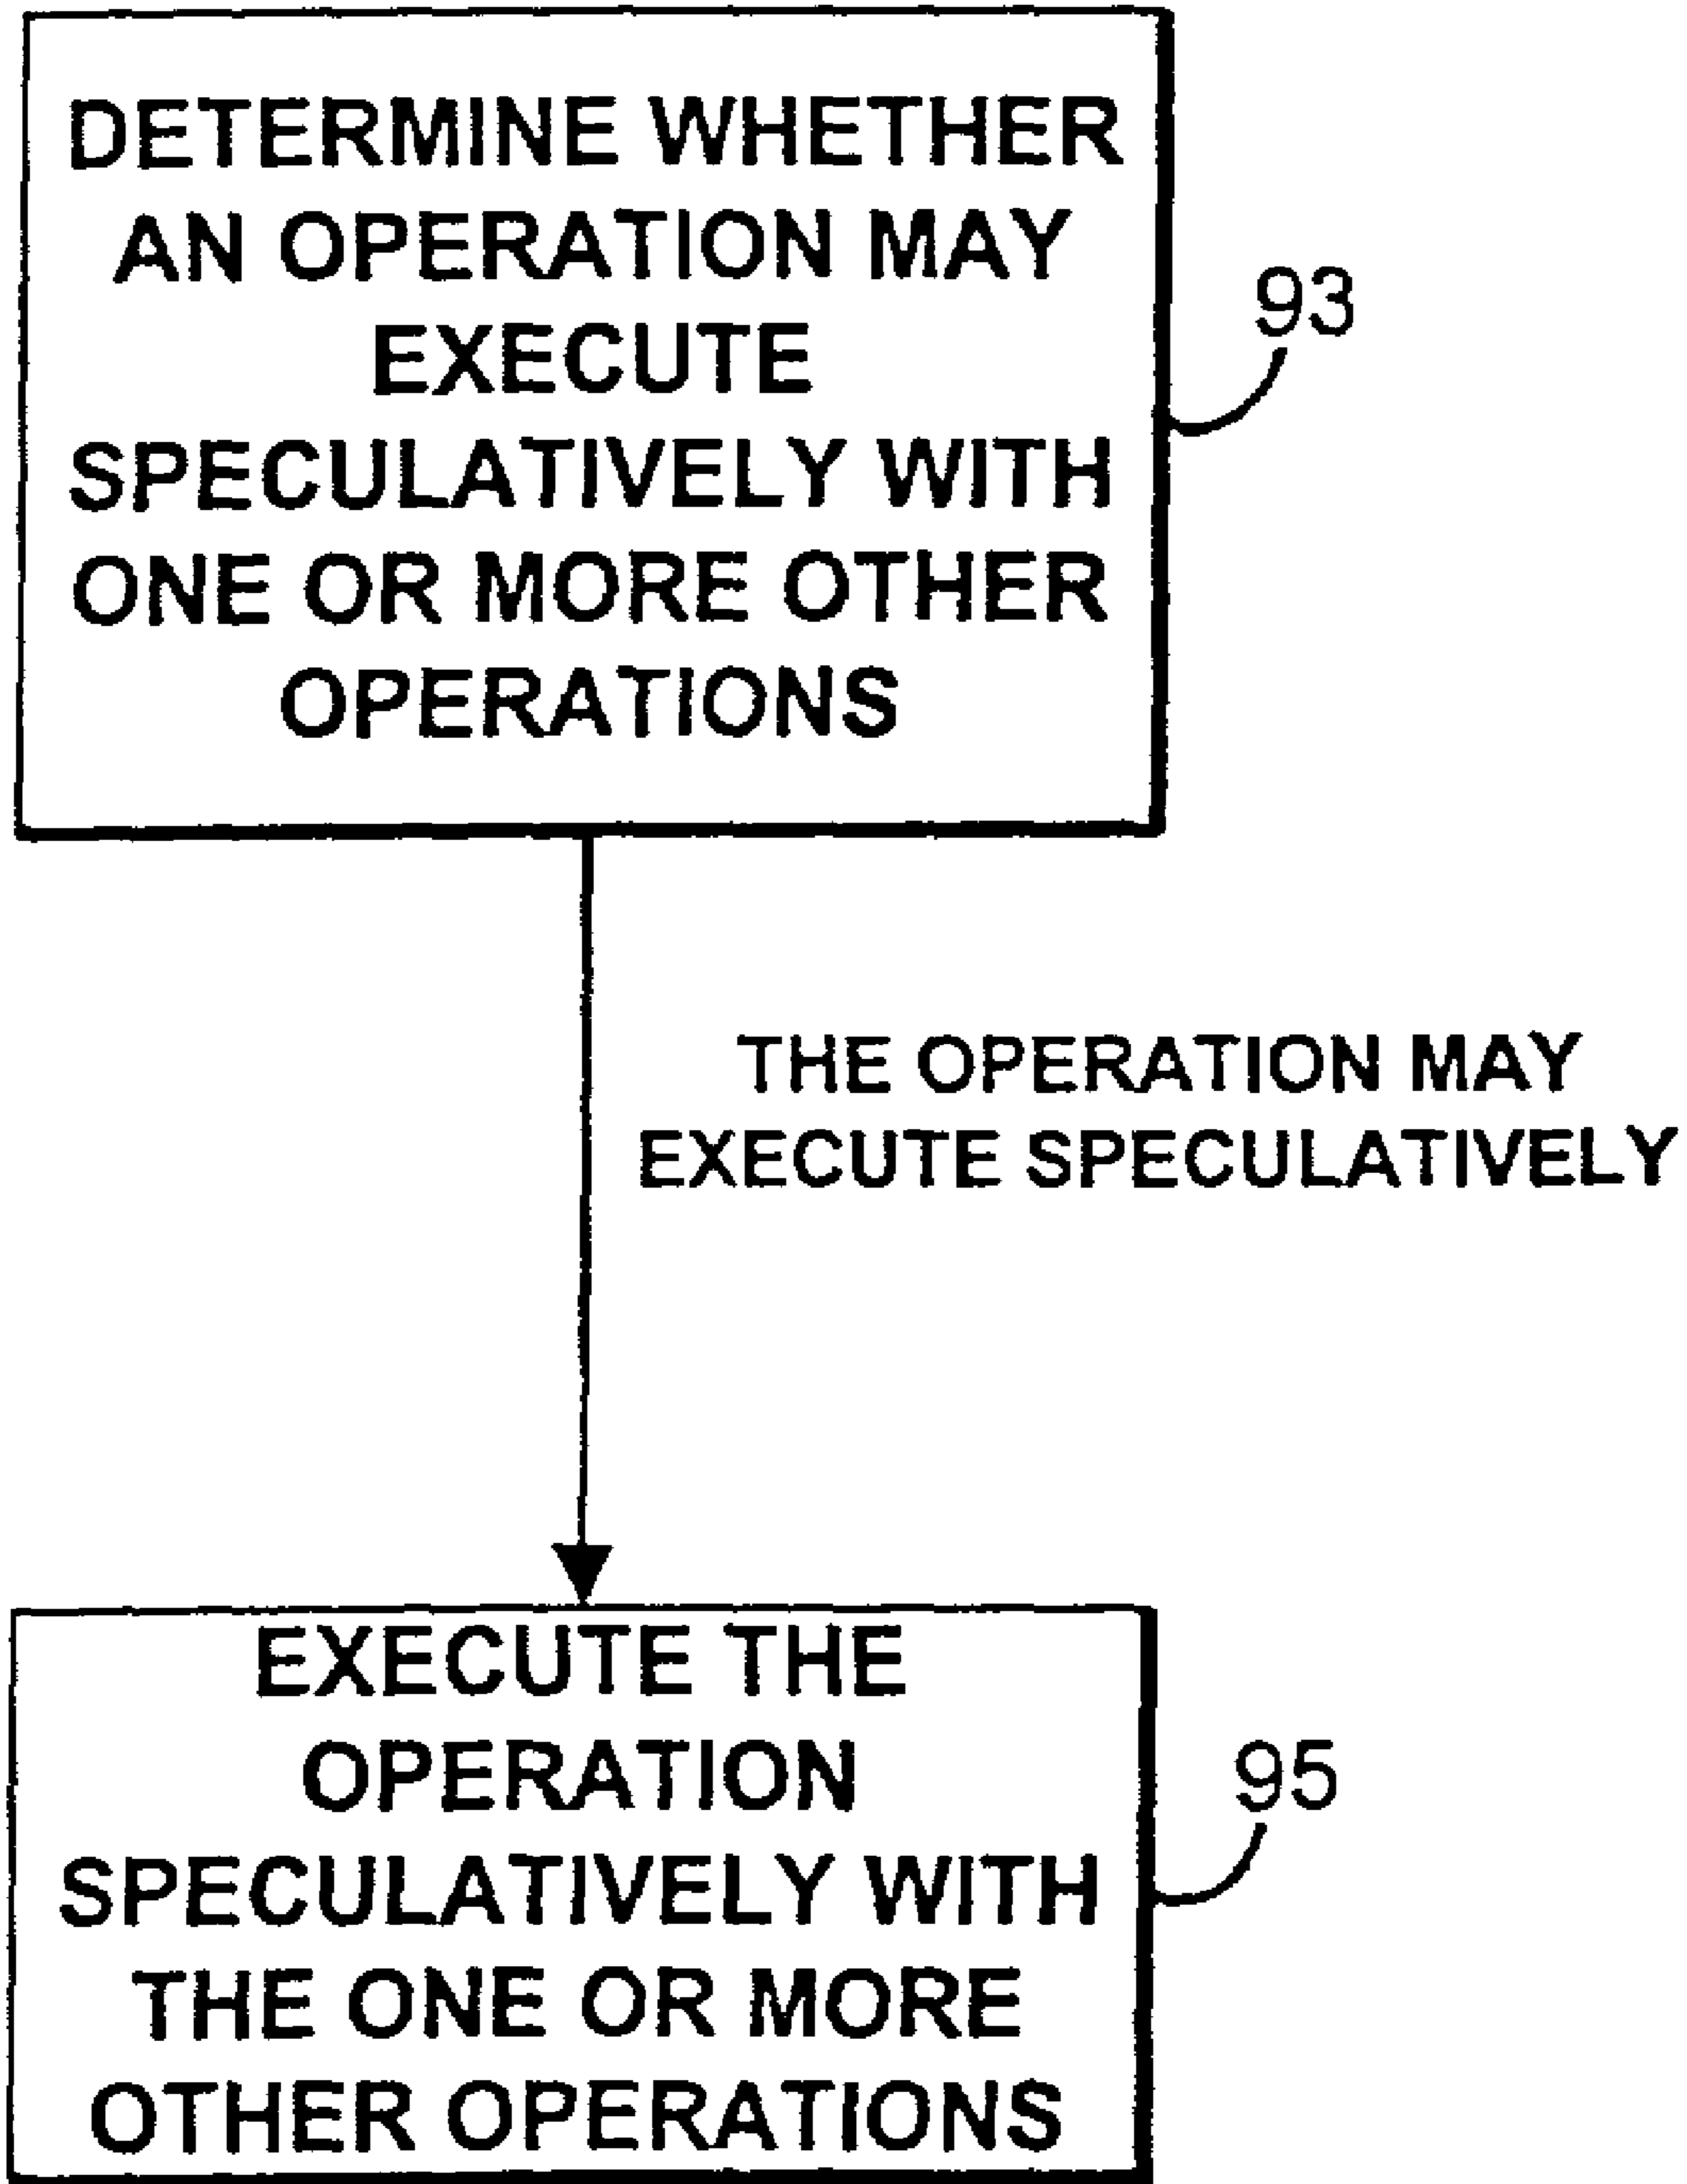 DETERMINE WHETHER
AN OPERATION MAY
EXECUTE
SPECULATIVELY WITH
ONE OR MORE OTHER
OPERATIONS
93
THE OPERATION MAY
EXECUTE SPECULATIVELY
EXECUTE THE
OPERATION
SPECULATIVELY WITH
THE ONE OR MORE
OTHER OPERATIONS
95